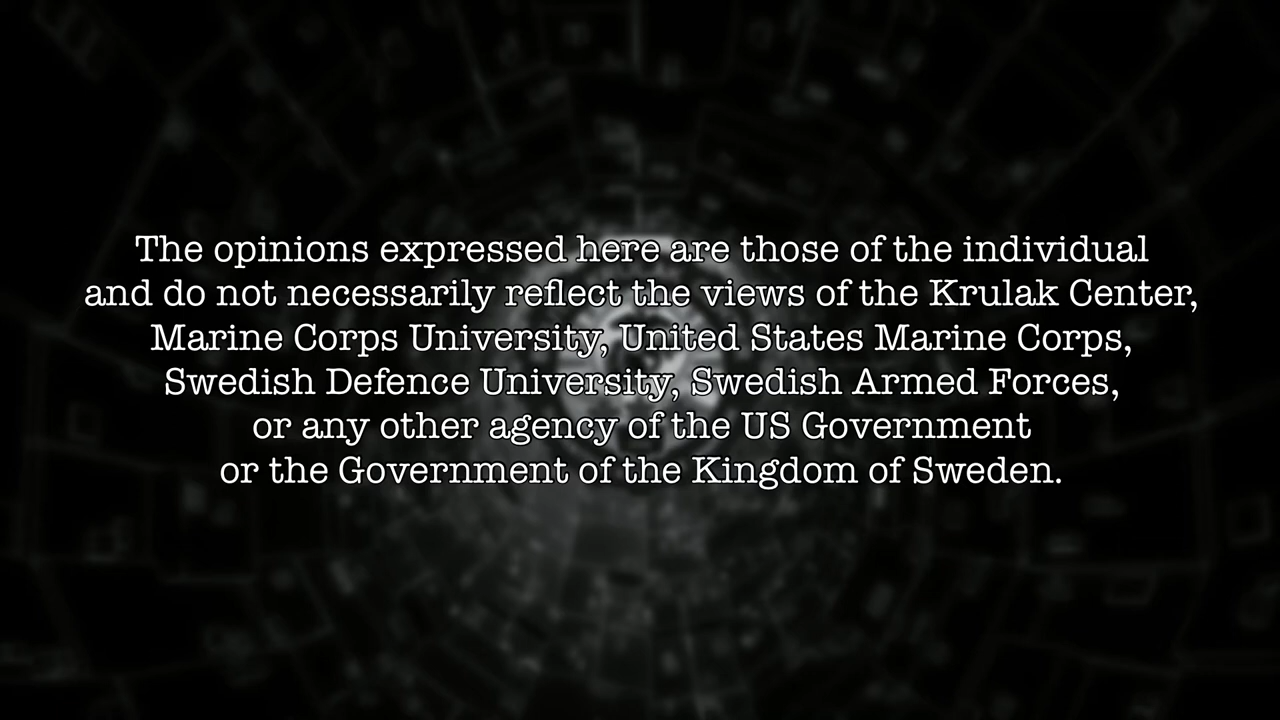 The opinions expressed here are those of the individual
and do not necessarily reflect the views of the Krulak Center,
Marine Corps University, United States Marine Corps,
Swedish Defence University, Swedish Armed Forces,
or any other agency of the US Government
or the Government of the Kingdom of Sweden.